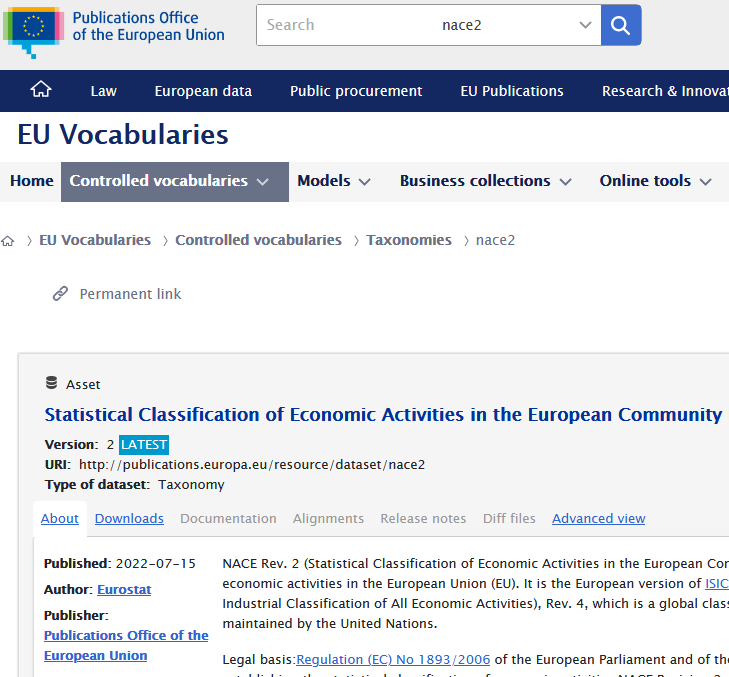 Publications Office
of the European Union
Search nace2
Law European data Public procurement EU Publications Research &
EU Vocabularies
Home Controlled vocabularies Models Business collections Online tools
EU Vocabularies Controlled vocabularies Taxonomies nace2
Permanent link
Asset
Statistical Classification of Economic Activities in the European Community
Version: 2 LATEST
URI: http://publications.europa.eu/resource/dataset/nace2
Type of dataset: Taxonomy
About Downloads Documentation Alignments Release notes Diff files Advanced view
Published: 2022-07-15
Author: Eurostat
Publisher:
Publications Office of the
European Union
NACE Rev. 2 (Statistical Classification of Economic Activities in the European
economic activities in the European Union (EU). It is the European version of ISIC
Industrial Classification of All Economic Activities), Rev. 4, which is a global
maintained by the United Nations.
Legal basis:Regulation (EC) No 1893/2006 of the European Parliament and of